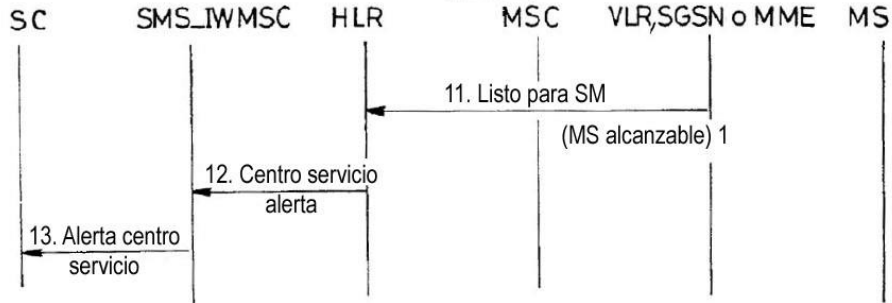 SC SMS_IWMSC HLR MSC VLR,SGSN o MME MS
11. Listo para SM
(MS alcanzable) 1
12. Centro servicio
alerta
13. Alerta centro
servicio